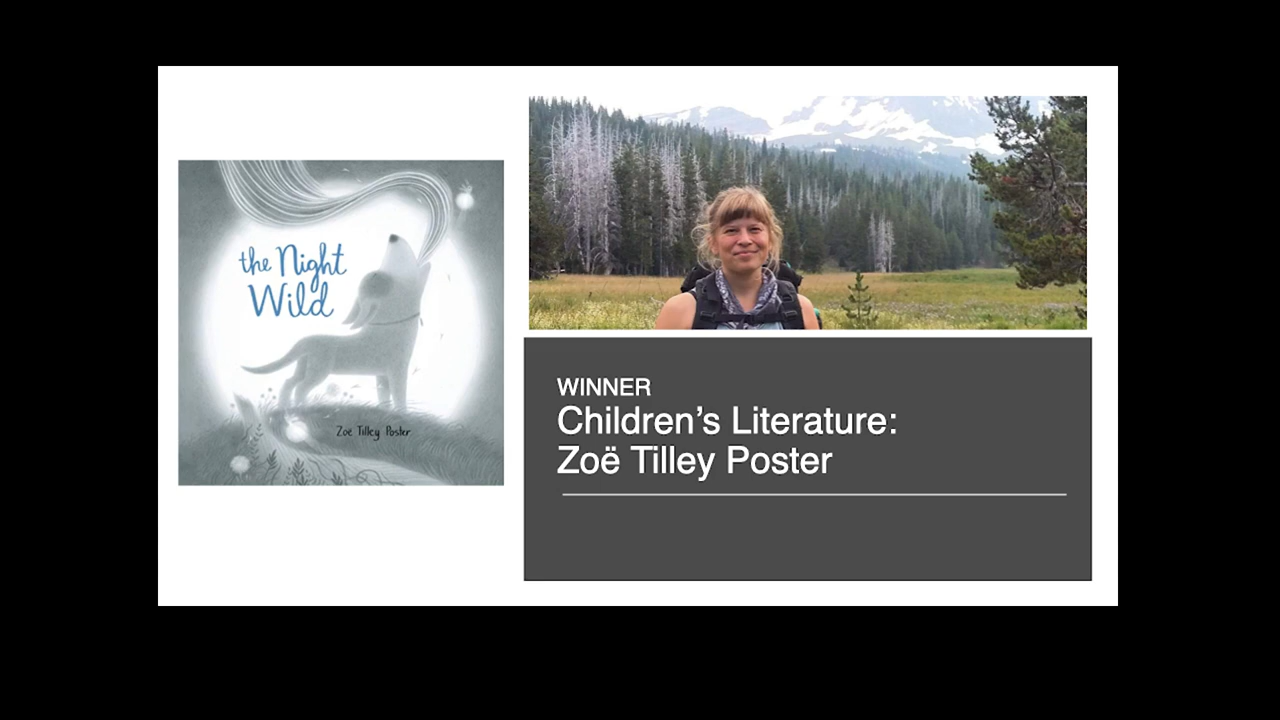 the Night
Wild
Zoë Tilley Poster
WINNER
Children’s Literature:
Zoë Tilley Poster